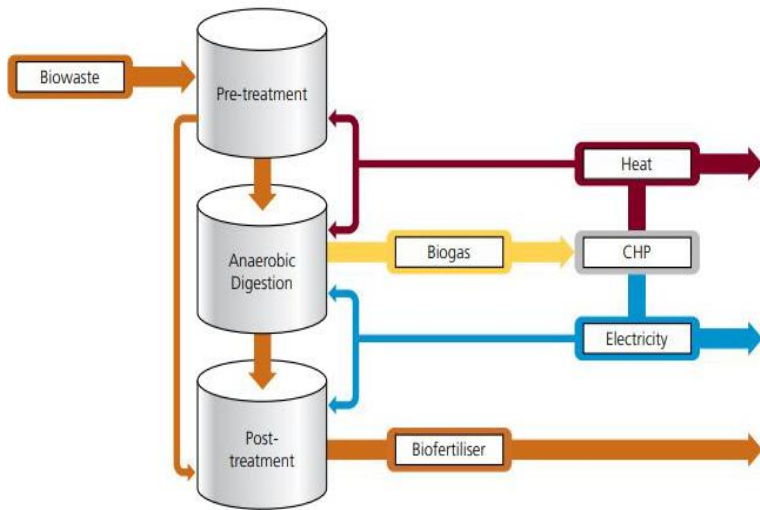 Biowaste
Pre-treatment
Heat
Anaerobic
Digestion
Biogas
CHP
Electricity
Post-
treatment
Biofertiliser